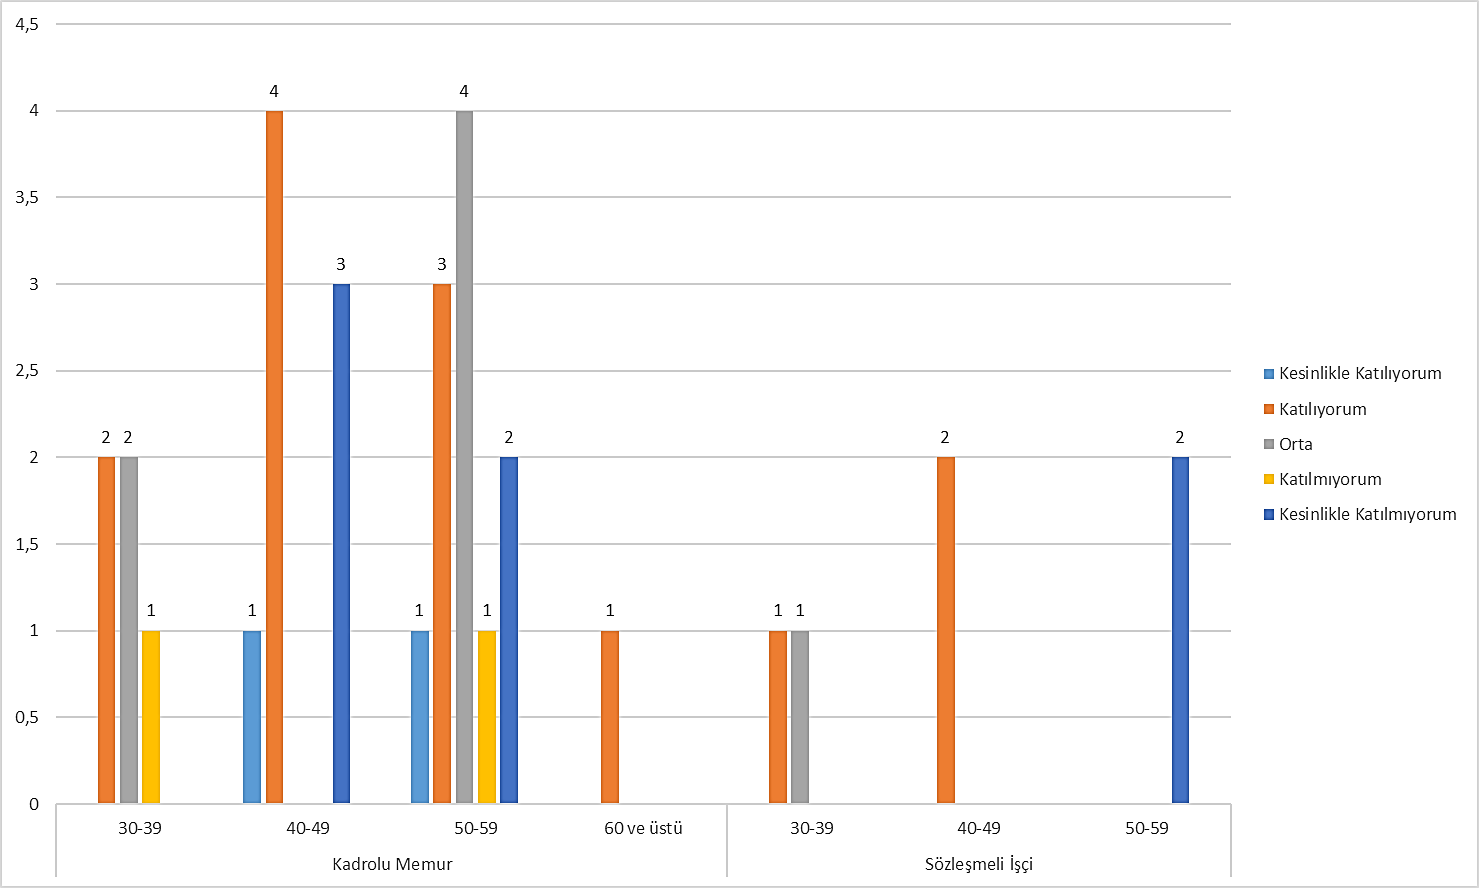 4,5
4
3,5
3
2,5
2
1,5
1
0,5
0
2 2 1
1 4 3
1 3 4 1 2
1
1 1
2
2
30-39 40-49 50-59 60 ve üstü 30-39 40-49 50-59
Kadrolu Memur Sözleşmeli İşçi
Kesinlikle Katılıyorum
Katılıyorum
Orta
Katılmıyorum
Kesinlikle Katılmıyorum